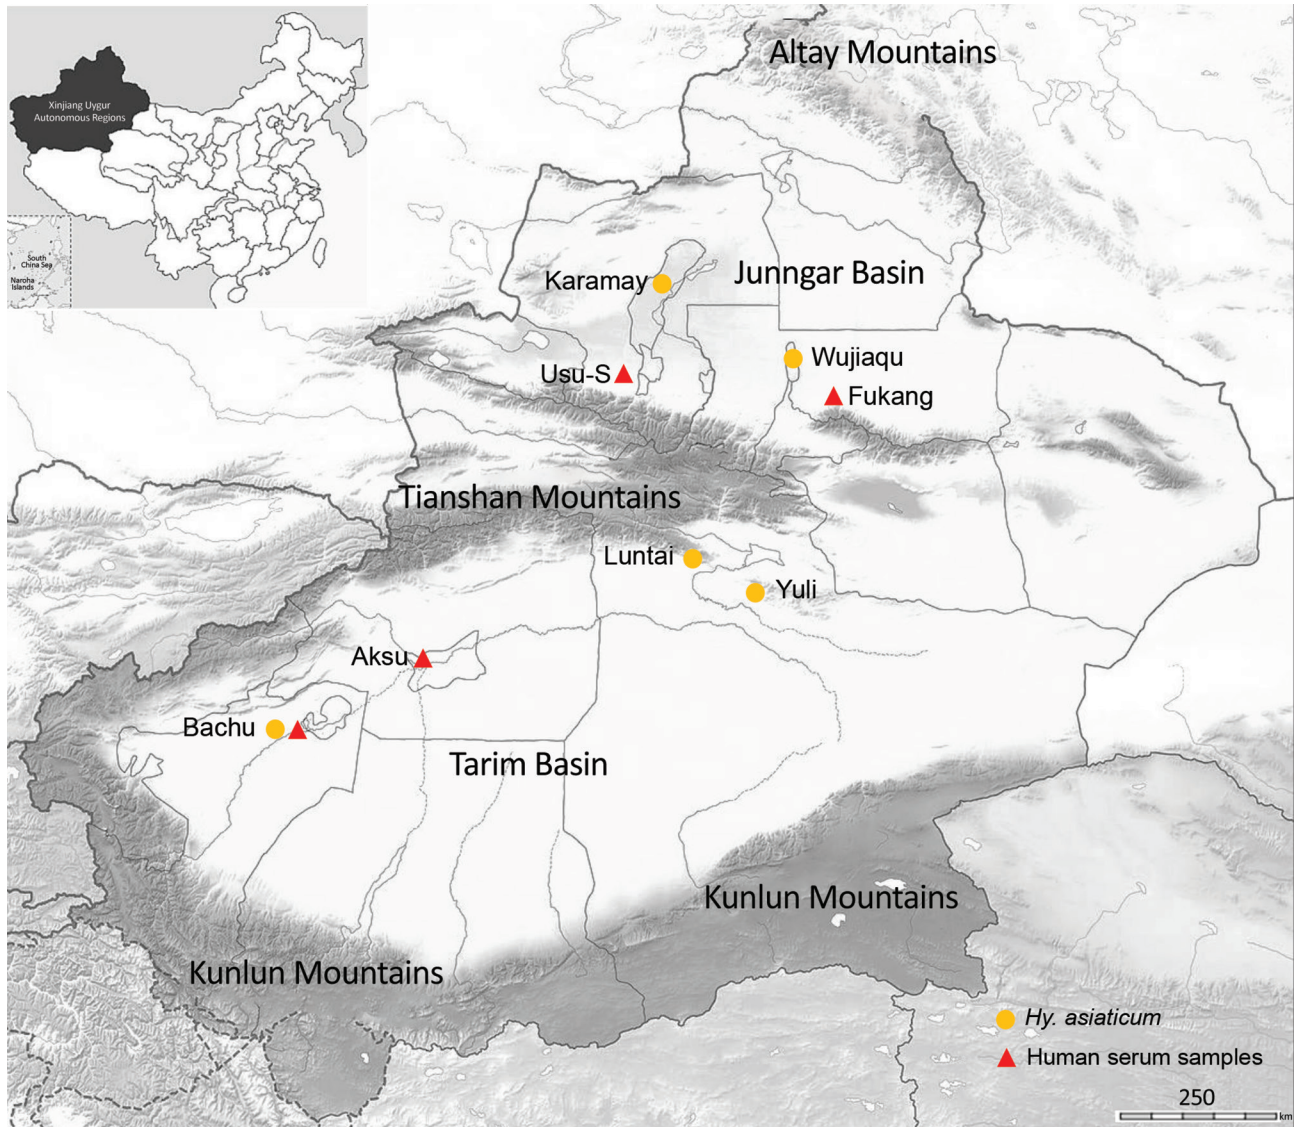 Altay Mountains
Xinjiang Uygur
Autonomous Regions
South
China Sea
Naroha
Islands
Karamay
Junngar Basin
Wujiaqu
Usu-S
Fukang
Tianshan Mountains
Luntai
Yuli
Aksu
Bachu
Tarim Basin
Kunlun Mountains
Kunlun Mountains
Hy. asiaticum
Human serum samples
250
km